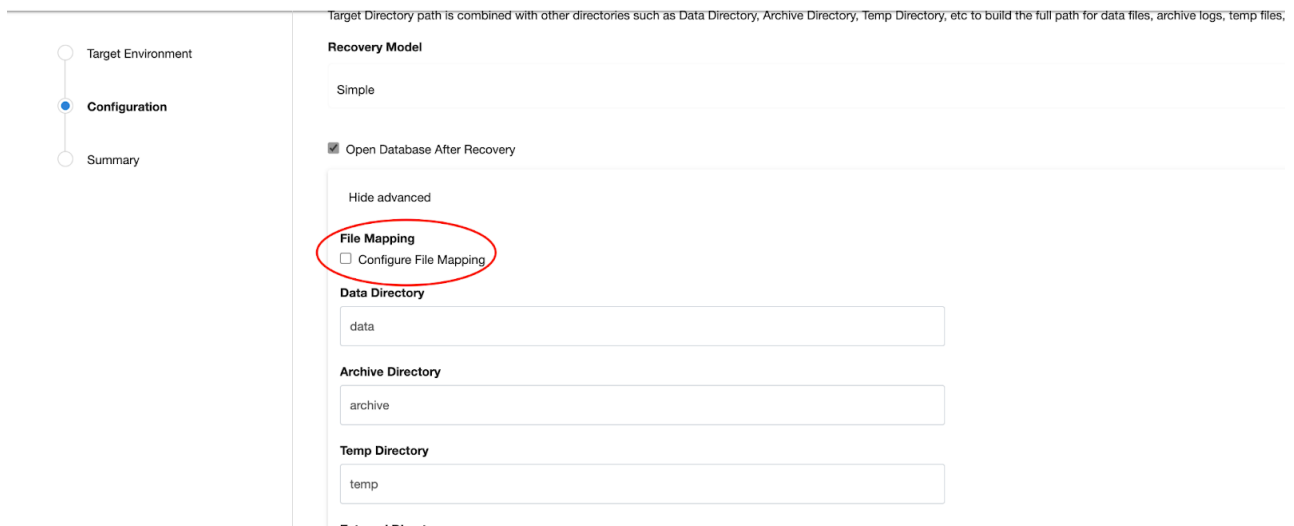 Target Directory path is combined with other directories such as Data Directory, Archive Directory, Temp Directory, etc to build the full path for data files, archive logs, temp files,
Target Environment
Configuration
Summary
Recovery Model
Simple
Open Database After Recovery
Hide advanced
File Mapping
Configure File Mapping
Data Directory
data
Archive Directory
archive
Temp Directory
temp